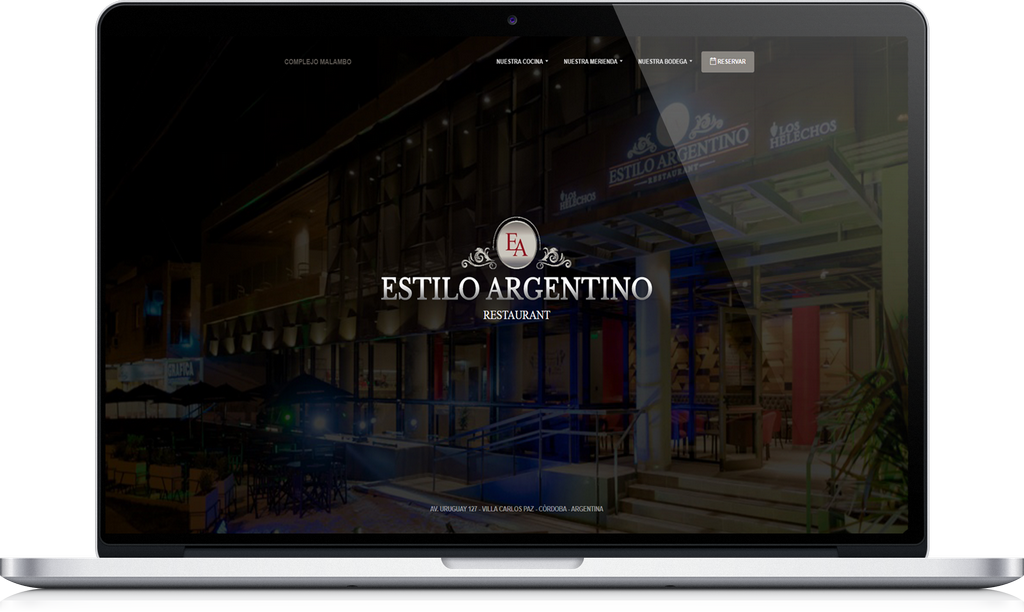 COMPLEJO MALAMBO
NUESTRA COCINA
NUESTRA MERIENDA
NUESTRA BODEGA
RESERVAR
ESTILO ARGENTINO
RESTAURANT
LOS HELECHOS
LOS HELECHOS
EA
ESTILO ARGENTINO
RESTAURANT
GRAFICA
AV. URUGUAY 127 - VILLA CARLOS PAZ - CÓRDOBA - ARGENTINA